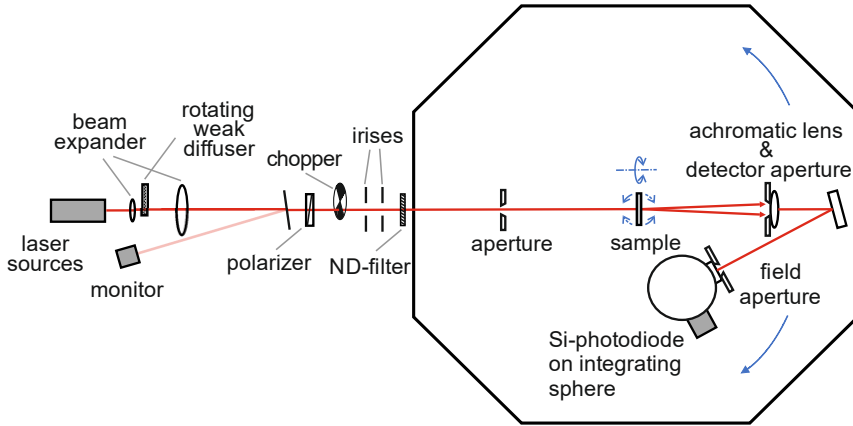 beam
expander
rotating
weak
diffuser
laser
sources
monitor
polarizer
chopper
irises
ND-filter
aperture
sample
achromatic lens
&
detector aperture
field
aperture
Si-photodiode
on integrating
sphere